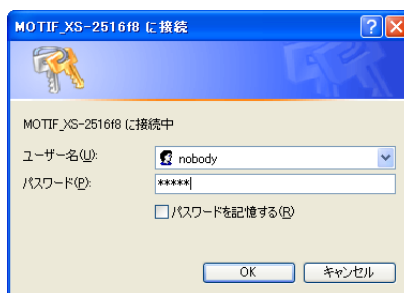 MOTIF_XS-2516f8 に接続
MOTIF_XS-2516f8 に接続中
ユーザー名(U):
nobody
パスワード(P):
*****
パスワードを記憶する(R)
OK
キャンセル